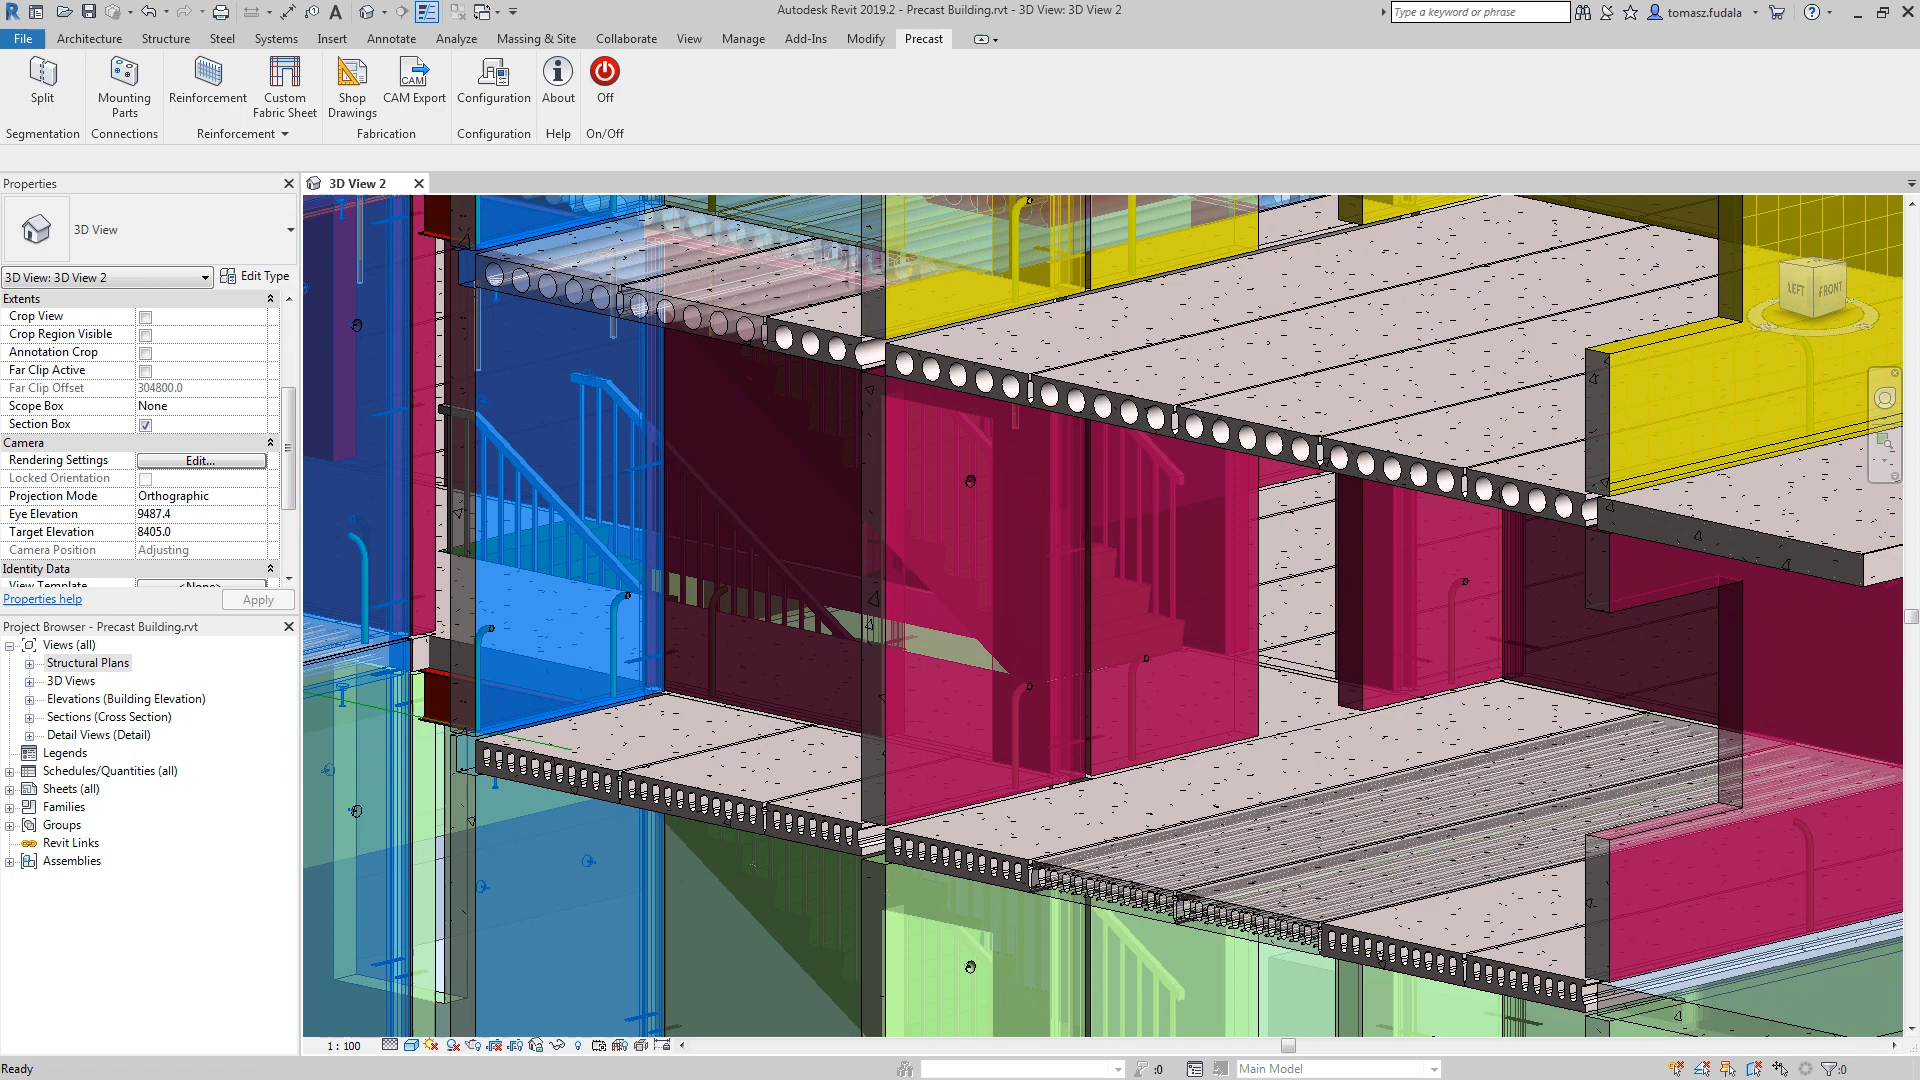 Autodesk Revit 2019.2 - Precast Building.rvt - 3D View: 3D View 2
Type a keyword or phrase
tomasz.fudala
File Architecture Structure Steel Systems Insert Annotate Analyze Massing & Site Collaborate View Manage Add-Ins Modify Precast
Split
Mounting Parts
Reinforcement
Custom Fabric Sheet
Shop Drawings
CAM
CAM Export
Configuration
About
Off
Segmentation Connections Reinforcement Fabrication Configuration Help On/Off
Properties
3D View 2
3D View
3D View: 3D View 2
Edit Type
Extents
Crop View
Crop Region Visible
Annotation Crop
Far Clip Active
Far Clip Offset 304800.0
Scope Box None
Section Box
Camera
Rendering Settings Edit...
Locked Orientation
Projection Mode Orthographic
Eye Elevation 9487.4
Target Elevation 8405.0
Camera Position Adjusting
Identity Data
View Template <None>
Properties help
Apply
Project Browser - Precast Building.rvt
Views (all)
Structural Plans
3D Views
Elevations (Building Elevation)
Sections (Cross Section)
Detail Views (Detail)
Legends
Schedules/Quantities (all)
Sheets (all)
Families
Groups
Revit Links
Assemblies
LEFT FRONT
1 : 100
Ready
:0
Main Model
:0